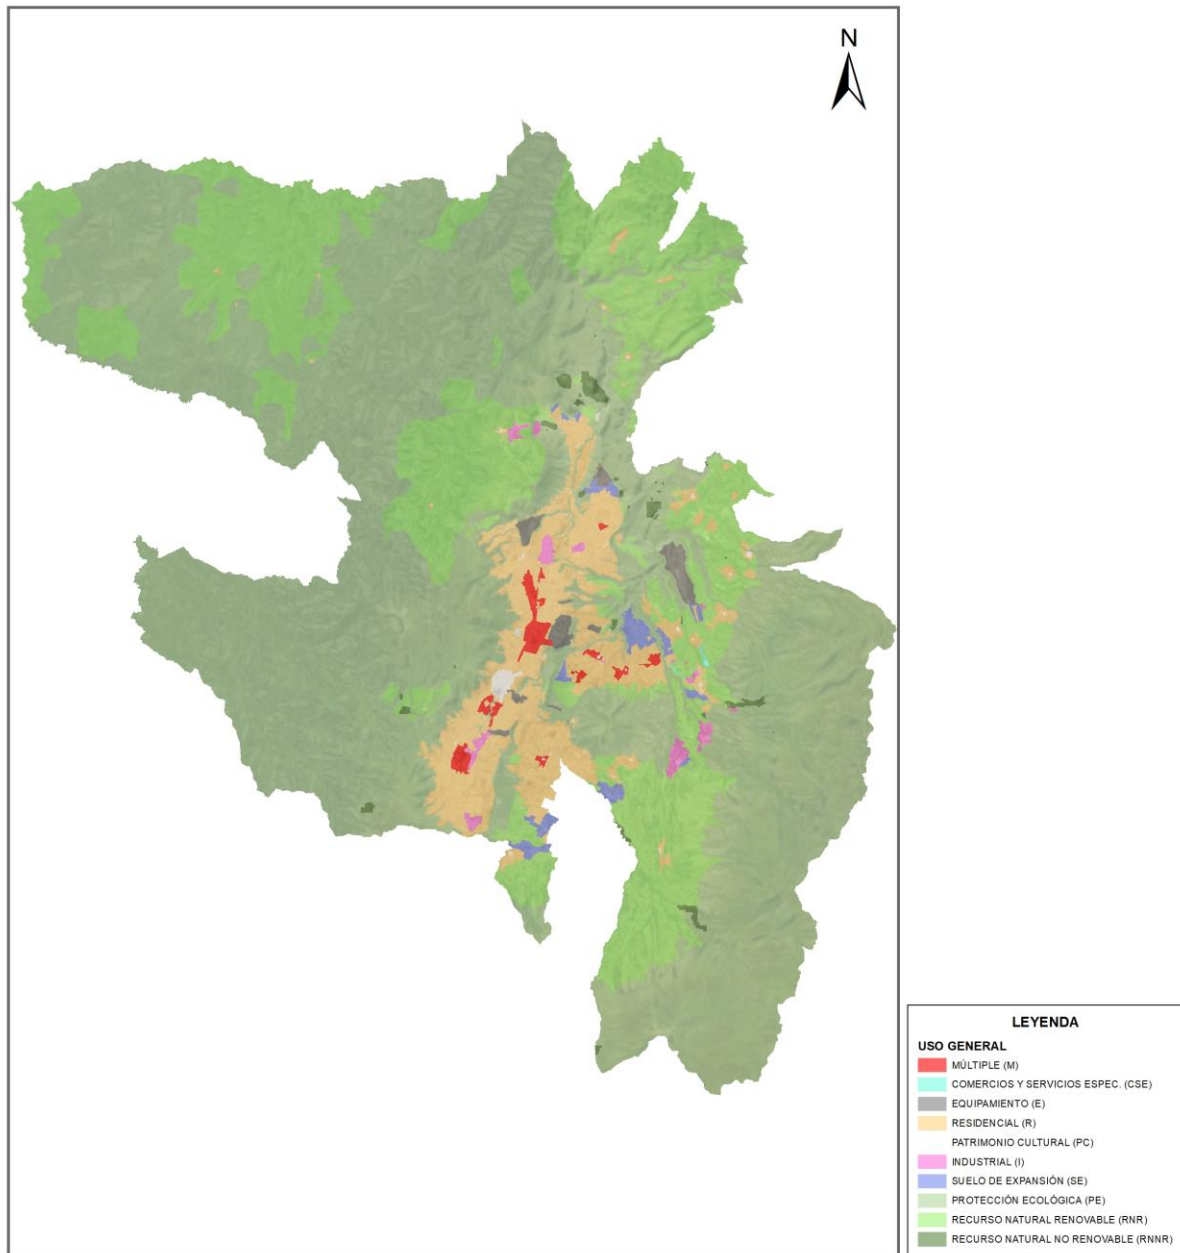 N
LEYENDA
USO GENERAL
MÚLTIPLE (M)
COMERCIOS Y SERVICIOS ESPEC. (CSE)
EQUIPAMIENTO (E)
RESIDENCIAL (R)
PATRIMONIO CULTURAL (PC)
INDUSTRIAL (I)
SUELO DE EXPANSIÓN (SE)
PROTECCIÓN ECOLÓGICA (PE)
RECURSO NATURAL RENOVABLE (RNR)
RECURSO NATURAL NO RENOVABLE (RNNR)